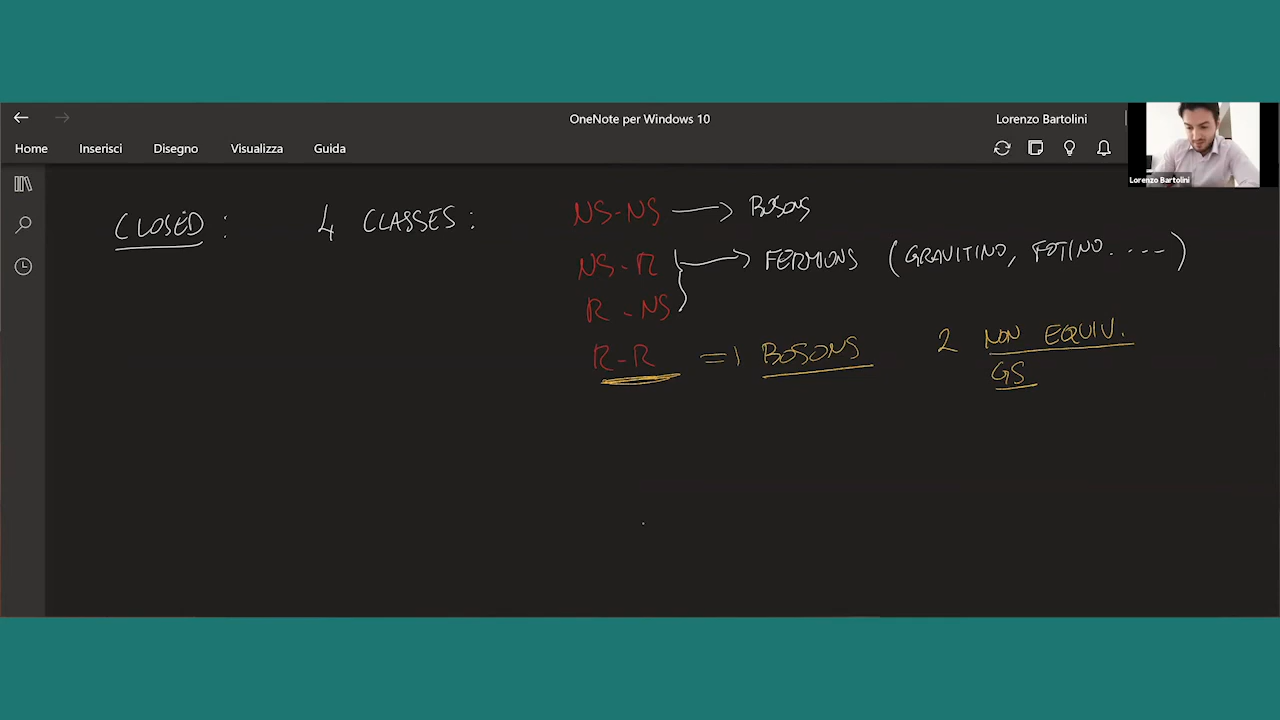 OneNote per Windows 10
Lorenzo Bartolini
Home Inserisci Disegno Visualizza Guida
Lorenzo Bartolini
CLOSED: 4 CLASSES: NS-NS → BOSONS
NS-R → FERMIONS (GRAVITINO, FOTINO. ----)
R-NS
R-R => BOSONS 2 NON EQUIV.
GS